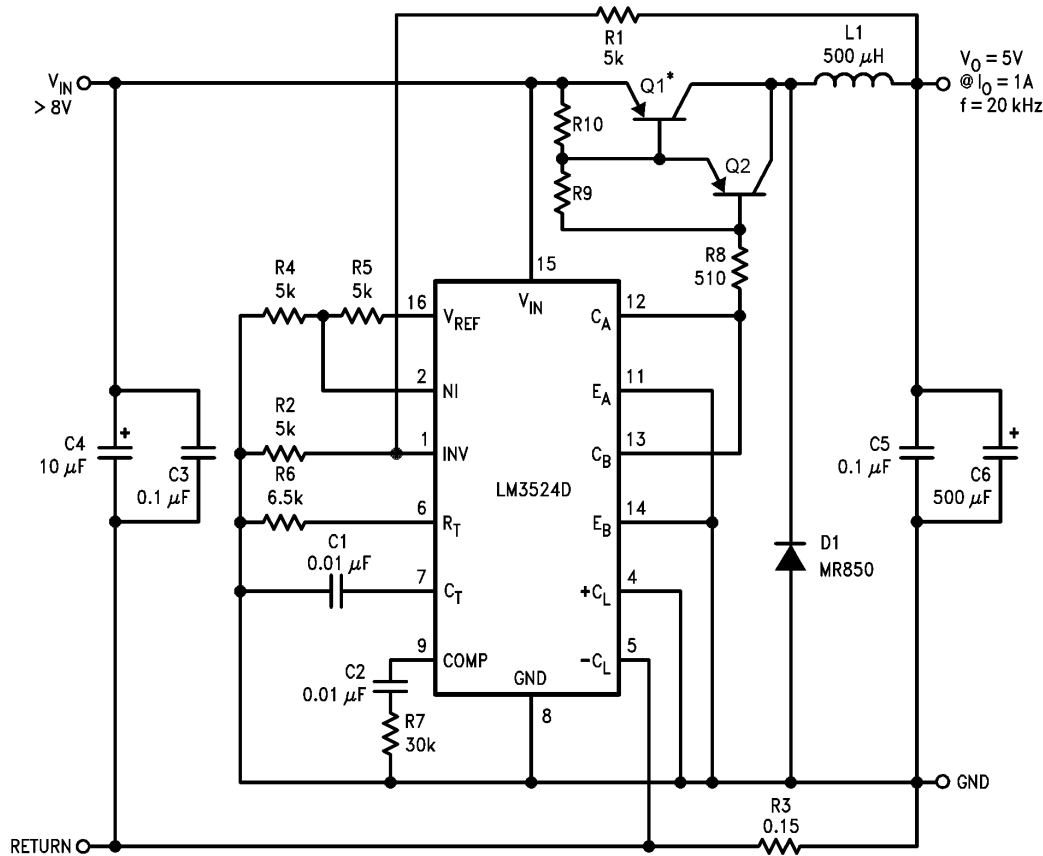 R1
5k
L1
500 μH
V_O = 5V
@ I_O = 1A
f = 20 kHz
V_IN
> 8V
Q1*
R10
Q2
R9
R8
510
15
R4
5k
R5
5k
16
V_REF
V_IN
12
C_A
2
NI
11
E_A
R2
5k
1
INV
13
C_B
C4
10 μF
+
C3
0.1 μF
R6
6.5k
LM3524D
C5
0.1 μF
+
C6
500 μF
6
R_T
14
E_B
C1
0.01 μF
7
C_T
4
+C_L
D1
MR850
9
COMP
5
−C_L
C2
0.01 μF
GND
8
R7
30k
GND
R3
0.15
RETURN